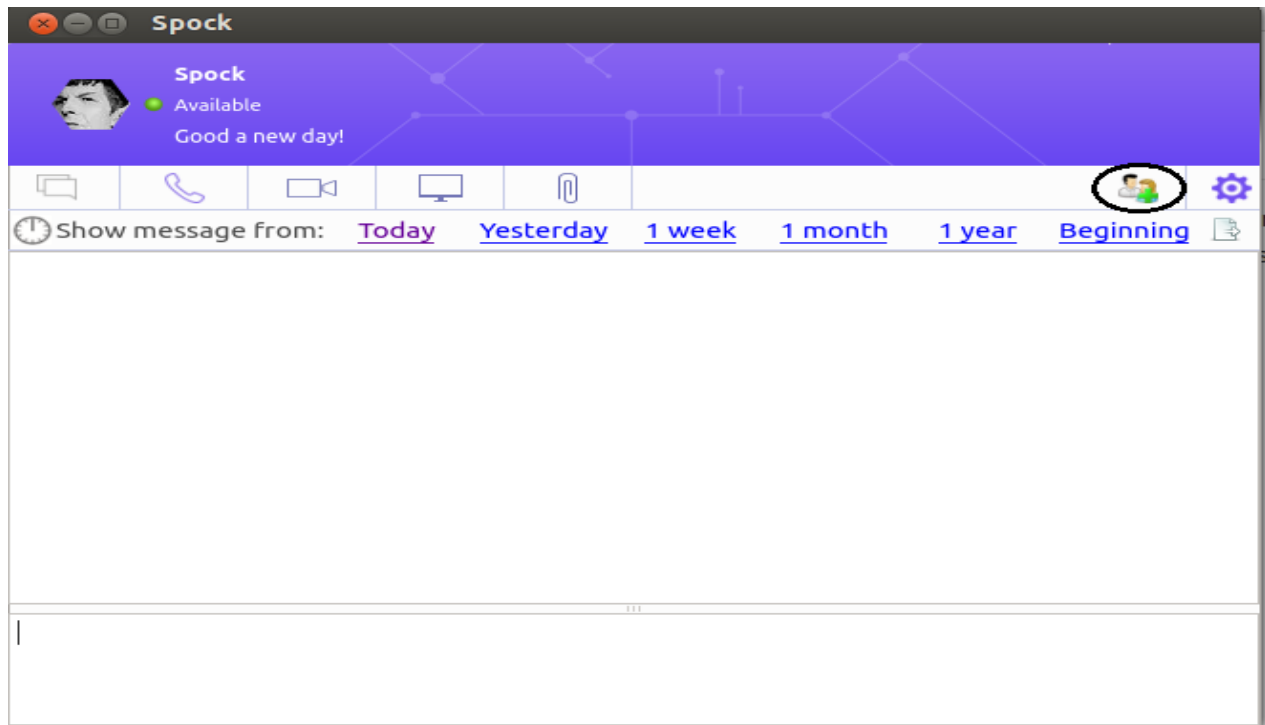 Spock
Spock
Available
Good a new day!
Show message from: Today Yesterday 1 week 1 month 1 year Beginning